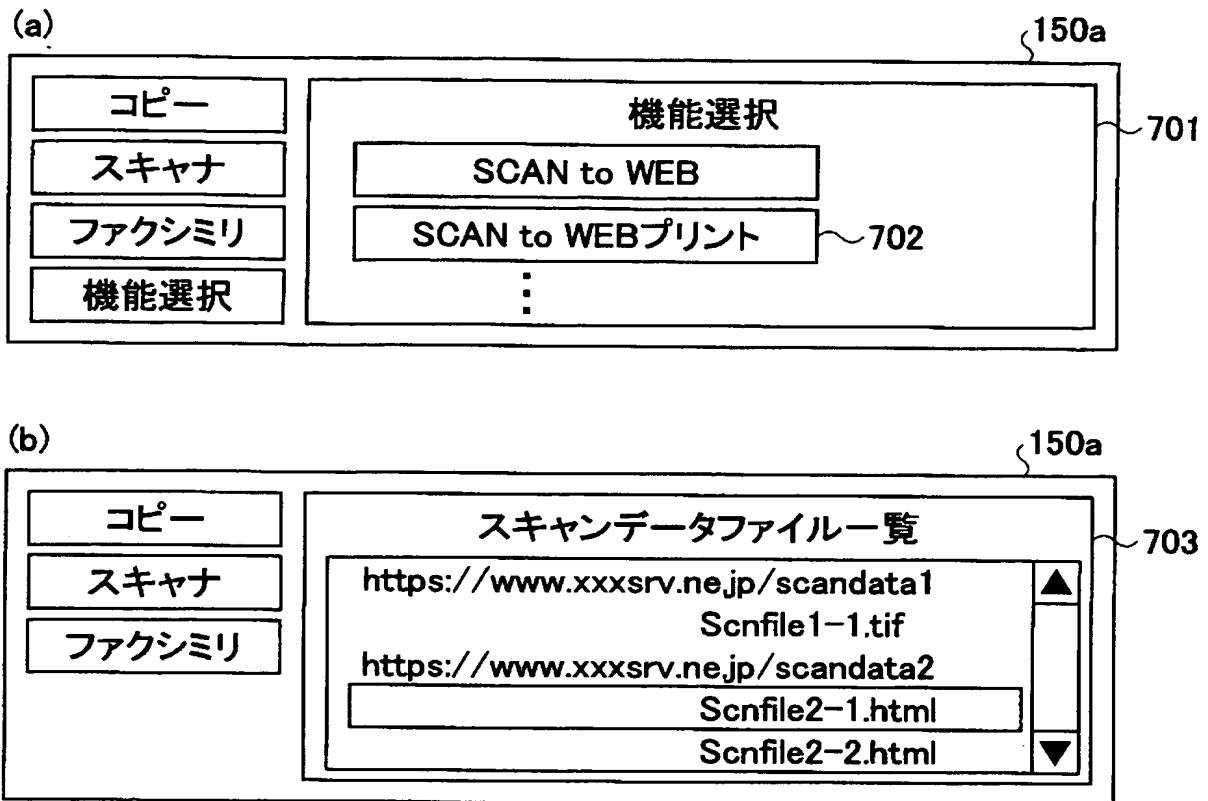 (a)
150a
コピー
スキャナ
ファクシミリ
機能選択
機能選択
701
SCAN to WEB
SCAN to WEBプリント
702
(b)
150a
コピー
スキャナ
ファクシミリ
スキャンデータファイル一覧
703
https://www.xxxsrv.ne.jp/scandata1
Scnfile1-1.tif
https://www.xxxsrv.ne.jp/scandata2
Scnfile2-1.html
Scnfile2-2.html